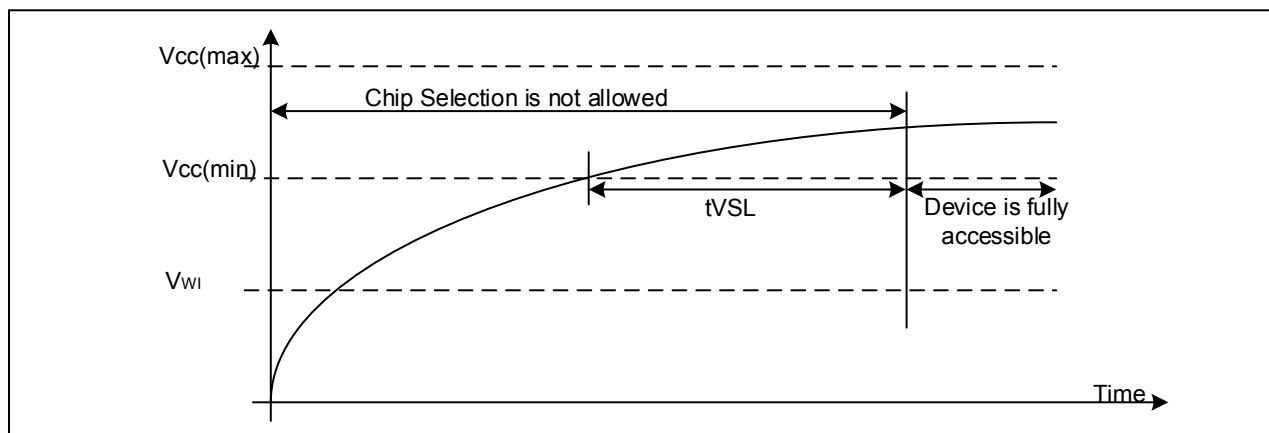 Vcc(max)
Chip Selection is not allowed
Vcc(min)
tVSL
Device is fully
accessible
VWI
Time